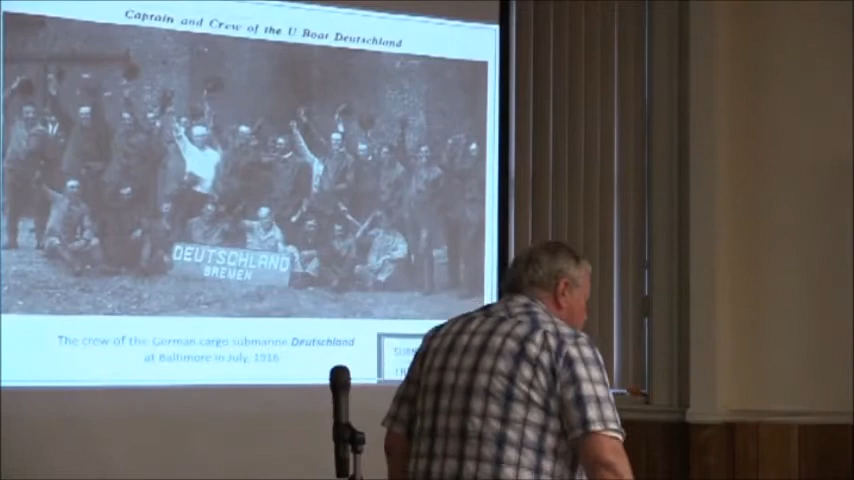 Captain and Crew of the U Boat Deutschland
DEUTSCHLAND
BREMEN
The crew of the German cargo submarine Deutschland
at Baltimore in July, 1916